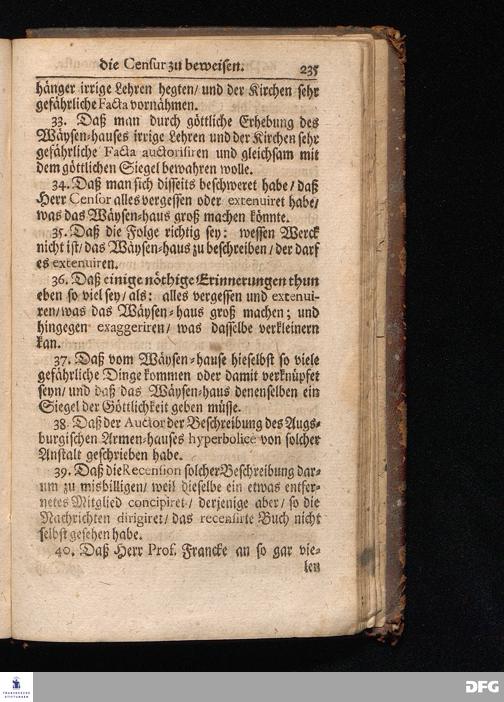 die Censur zu beweisen. 235
hänger irrige Lehren hegten/ und der Kirchen sehr
gefährliche Facta vornähmen.
33. Daß man durch göttliche Erhebung des
Wäysen-hauses irrige Lehren und der Kirchen sehr
gefährliche Facta auctorisiren und gleichsam mit
dem göttlichen Siegel bewahren wolle.
34. Daß man sich disseits beschweret habe/ daß
Herr Censor alles vergessen oder extenuiret habe/
was das Wäysen-haus groß machen könnte.
35. Daß die Folge richtig sey: wessen Werck
nicht ist/ das Wäysen-haus zu beschreiben/ der darf
es extenuiren.
36. Daß einige nöthige Erinnerungen thun
eben so viel sey/ als: alles vergessen und extenui-
ren/ was das Wäysen-haus groß machen; und
hingegen exaggeriren/ was dasselbe verkleinern
kan.
37. Daß vom Wäysen-hause hieselbst so viele
gefährliche Dinge kommen oder damit verknüpfet
seyn/ und daß das Wäysen-haus denenselben ein
Siegel der Göttlichkeit geben müsse.
38. Daß der Auctor der Beschreibung des Augs-
burgischen Armen-hauses hyperbolice von solcher
Anstalt geschrieben habe.
39. Daß die Recension solcher Beschreibung dar-
um zu misbilligen/ weil dieselbe ein etwas entfer-
netes Mitglied concipiret/ derjenige aber/ so die
Nachrichten dirigiret/ das recensirte Buch nicht
selbst gesehen habe.
40. Daß Herr Prof. Francke an so gar vie-
len
FRANCKESCHE
STIFTUNGEN
DFG